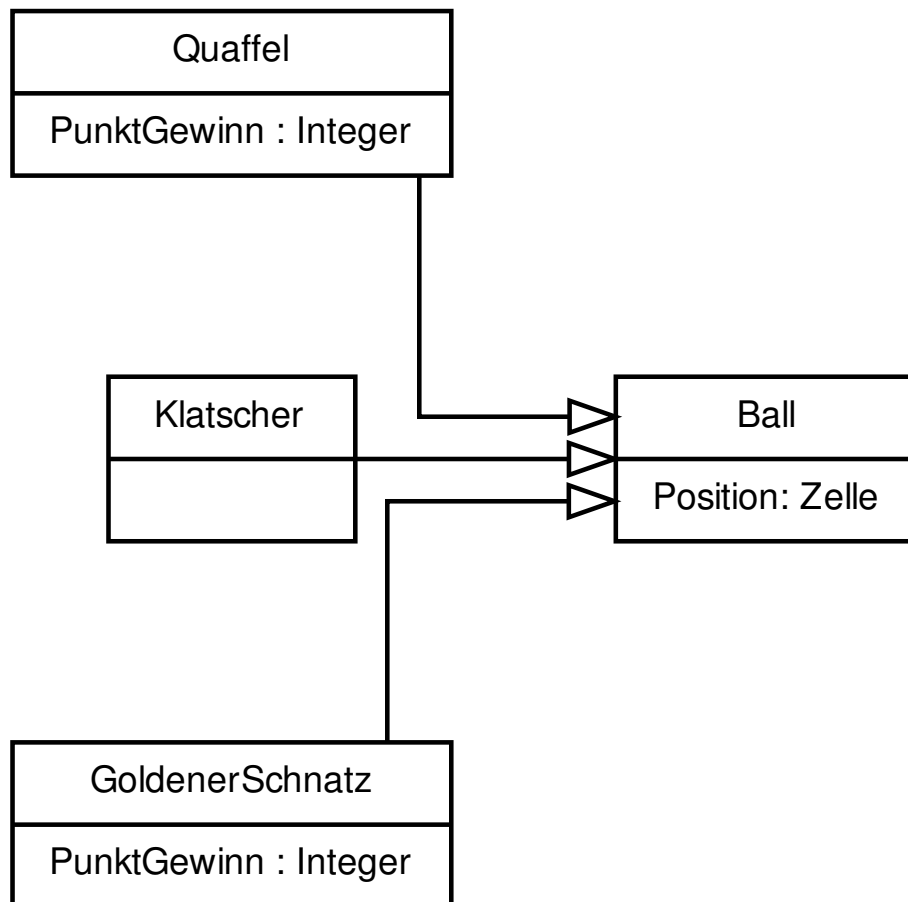 Quaffel
PunktGewinn : Integer
Klatscher
Ball
Position: Zelle
GoldenerSchnatz
PunktGewinn : Integer